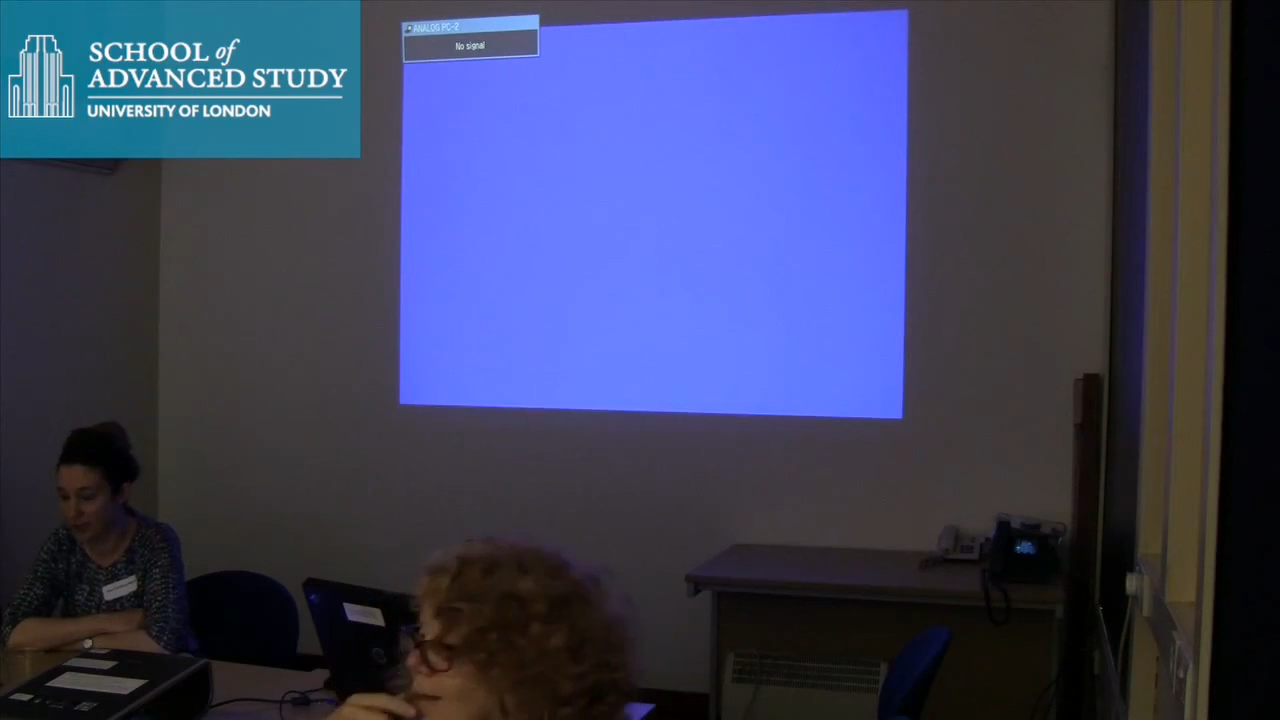 SCHOOL of
ADVANCED STUDY
UNIVERSITY OF LONDON
ANALOG PC-2
No signal